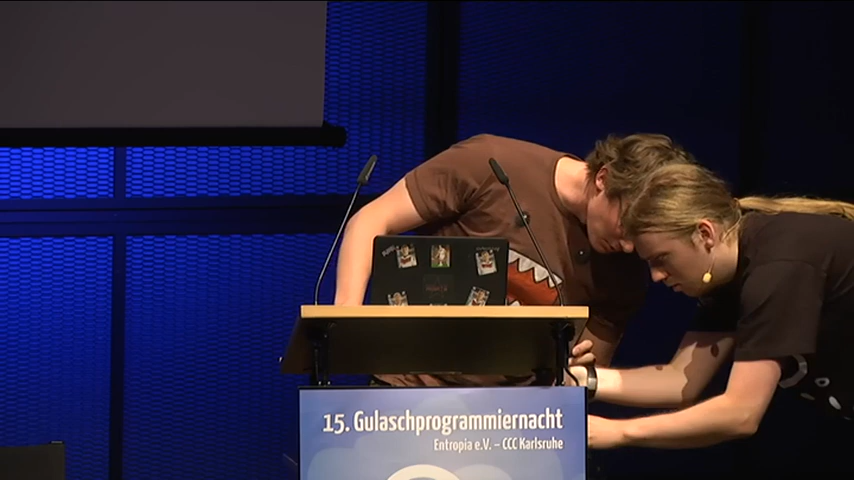 15. Gulaschprogrammiernacht
Entropia e.V. – CCC Karlsruhe